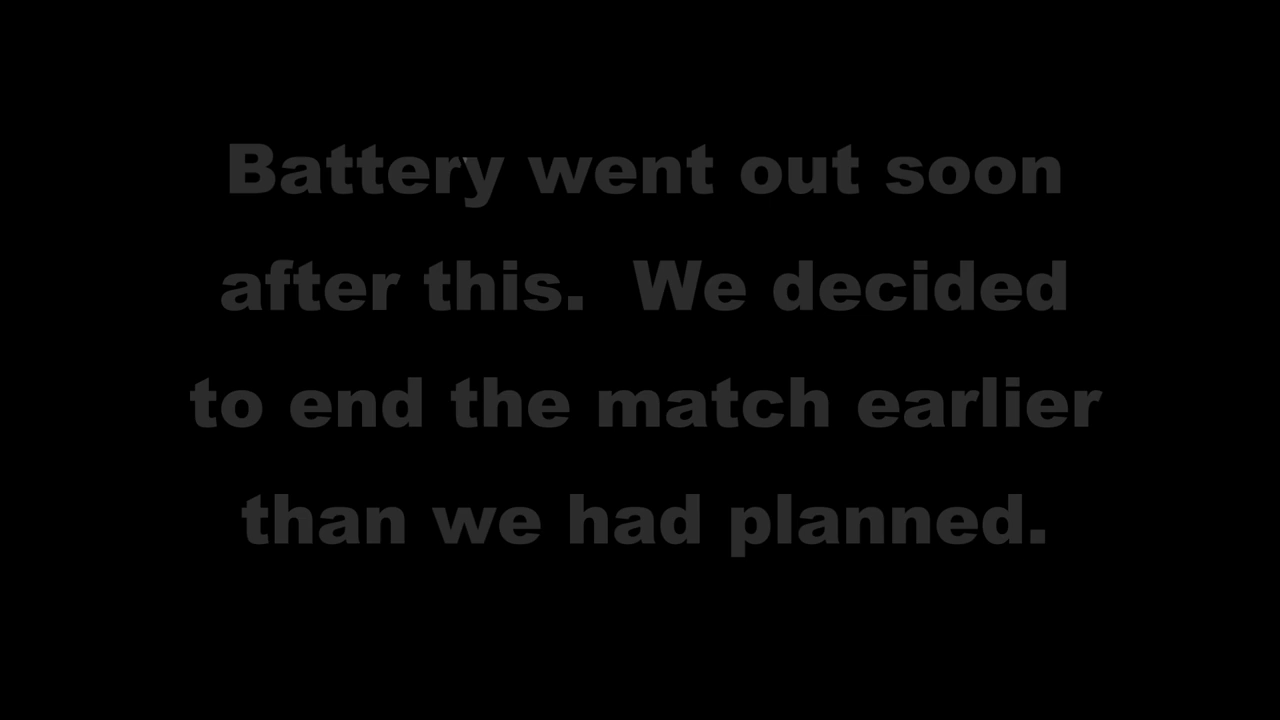 Battery went out soon
after this.  We decided
to end the match earlier
than we had planned.